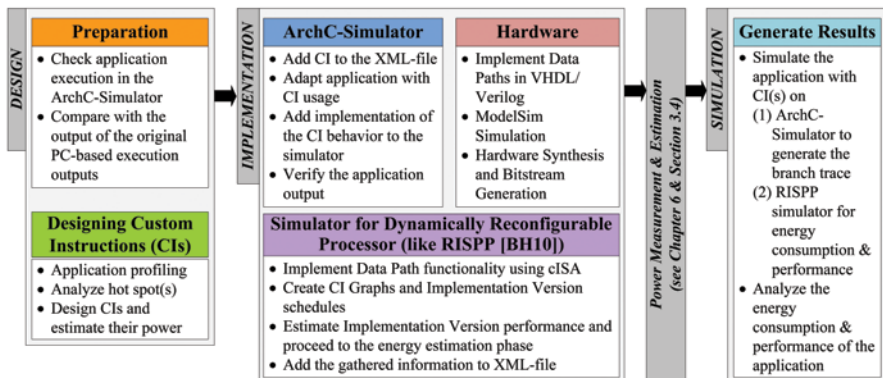 DESIGN
Preparation
• Check application
execution in the
ArchC-Simulator
• Compare with the
output of the original
PC-based execution
outputs
Designing Custom
Instructions (CIs)
• Application profiling
• Analyze hot spot(s)
• Design CIs and
estimate their power
IMPLEMENTATION
ArchC-Simulator
• Add CI to the XML-file
• Adapt application with
CI usage
• Add implementation of
the CI behavior to the
simulator
• Verify the application
output
Hardware
• Implement Data
Paths in VHDL/
Verilog
• ModelSim
Simulation
• Hardware Synthesis
and Bitstream
Generation
Simulator for Dynamically Reconfigurable
Processor (like RISPP [BH10])
• Implement Data Path functionality using cISA
• Create CI Graphs and Implementation Version
schedules
• Estimate Implementation Version performance and
proceed to the energy estimation phase
• Add the gathered information to XML-file
Power Measurement & Estimation
(see Chapter 6 & Section 3.4)
SIMULATION
Generate Results
• Simulate the
application with
CI(s) on
(1) ArchC-
Simulator to
generate the
branch trace
(2) RISPP
simulator for
energy
consumption &
performance
• Analyze the
energy
consumption &
performance of the
application